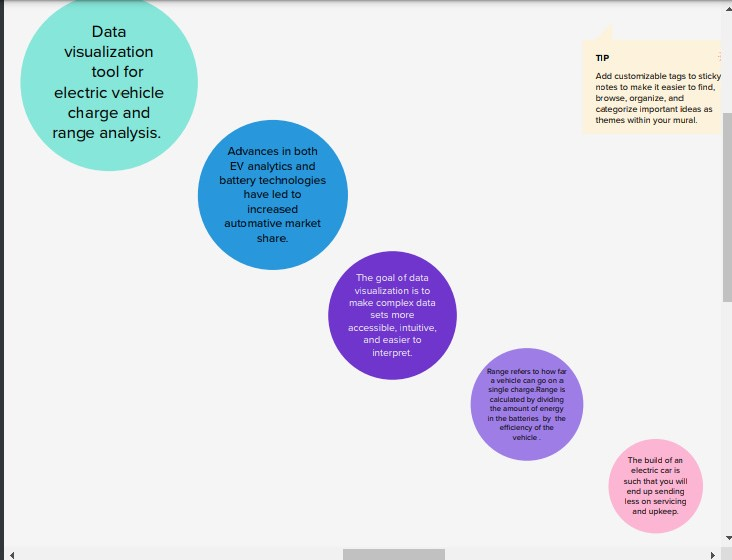 Data
visualization
tool for
electric vehicle
charge and
range analysis.
Advances in both
EV analytics and
battery technologies
have led to
increased
automative market
share.
The goal of data
visualization is to
make complex data
sets more
accessible, intuitive,
and easier to
interpret.
Range refers to how far
a vehicle can go on a
single charge.Range is
calculated by dividing
the amount of energy
in the batteries by the
efficiency of the
vehicle .
The build of an
electric car is
such that you will
end up sending
less on servicing
and upkeep.
TIP
Add customizable tags to sticky
notes to make it easier to find,
browse, organize, and
categorize important ideas as
themes within your mural.